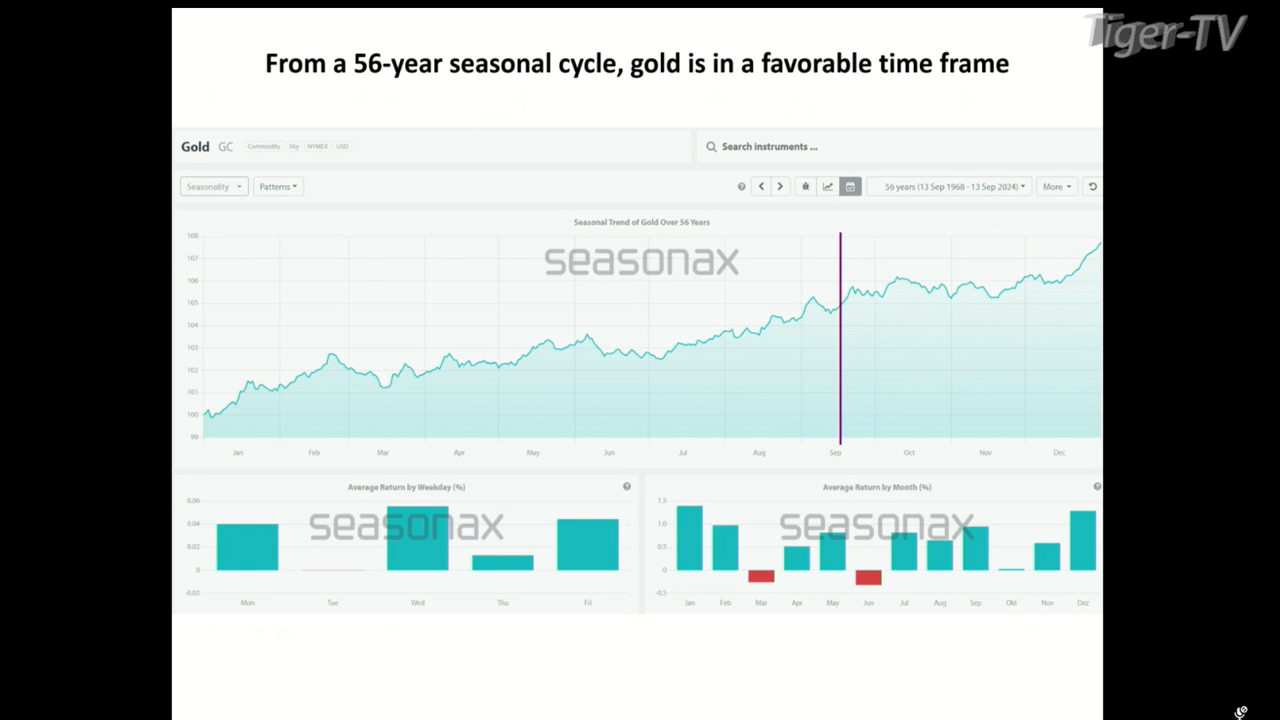 Tiger-TV
From a 56-year seasonal cycle, gold is in a favorable time frame
Gold GC Commodity 56y NYMEX USD
Search instruments ...
Seasonality Patterns
56 years (13 Sep 1968 - 13 Sep 2024) More
Seasonal Trend of Gold Over 56 Years
seasonax
108
107
106
105
104
103
102
101
100
99
Jan Feb Mar Apr May Jun Jul Aug Sep Oct Nov Dec
Average Return by Weekday (%)
seasonax
0.06
0.04
0.02
0
-0.02
Mon Tue Wed Thu Fri
Average Return by Month (%)
seasonax
1.5
1.0
0.5
0
-0.5
Jan Feb Mar Apr May Jun Jul Aug Sep Okt Nov Dez